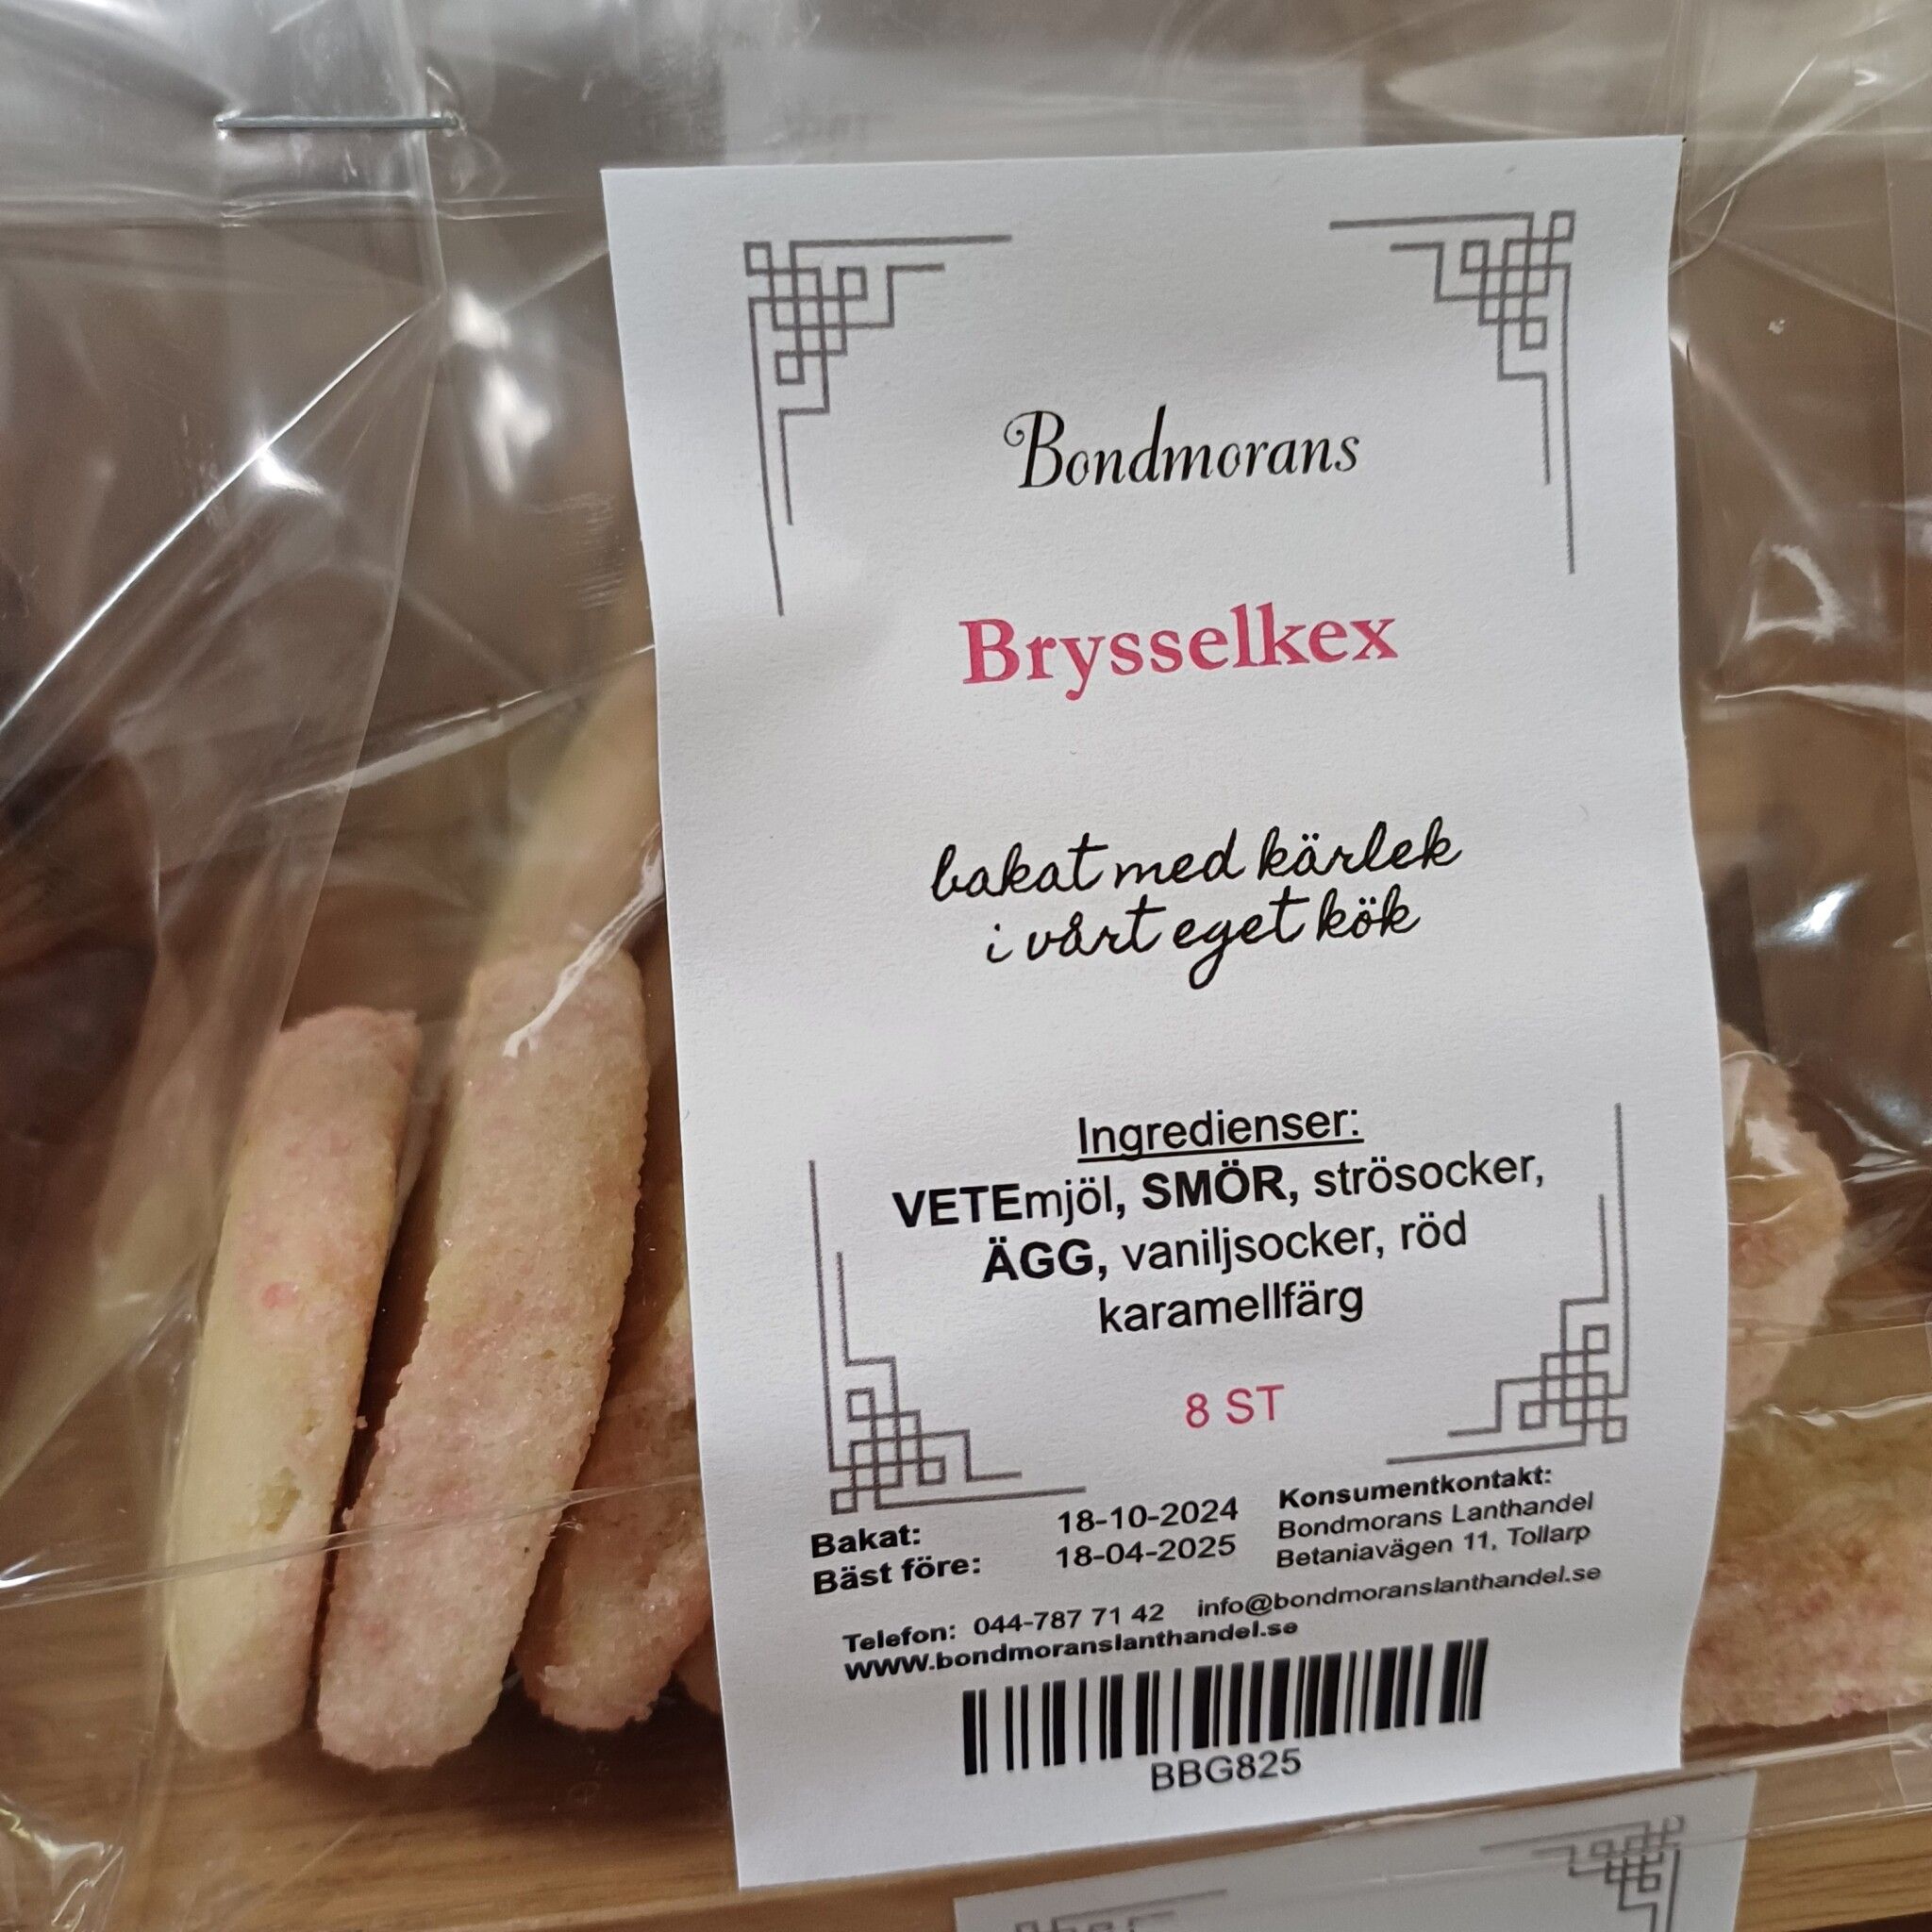 Bondmorans
Brysselkex
bakat med kärlek
i vårt eget kök
Ingredienser:
VETEmjöl, SMÖR, strösocker,
ÄGG, vaniljsocker, röd
karamellfärg
8 ST
Bakat: 18-10-2024
Bäst före: 18-04-2025
Konsumentkontakt:
Bondmorans Lanthandel
Betaniavägen 11, Tollarp
Telefon: 044-787 71 42 info@bondmoranslanthandel.se
www.bondmoranslanthandel.se
BBG825